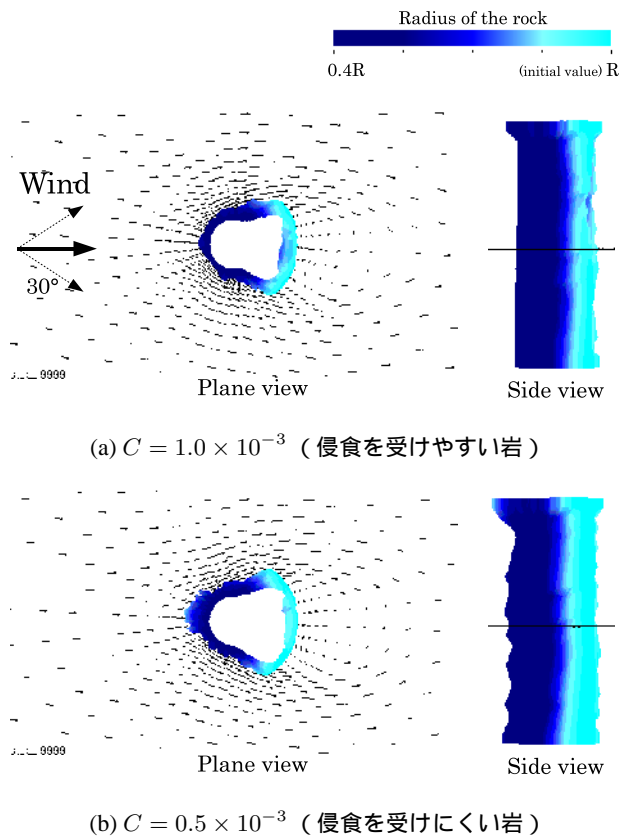 Radius of the rock
0.4R (initial value) R
Wind
30°
9999
Plane view
Side view
(a) C = 1.0 × 10⁻³ （侵食を受けやすい岩）
9999
Plane view
Side view
(b) C = 0.5 × 10⁻³ （侵食を受けにくい岩）